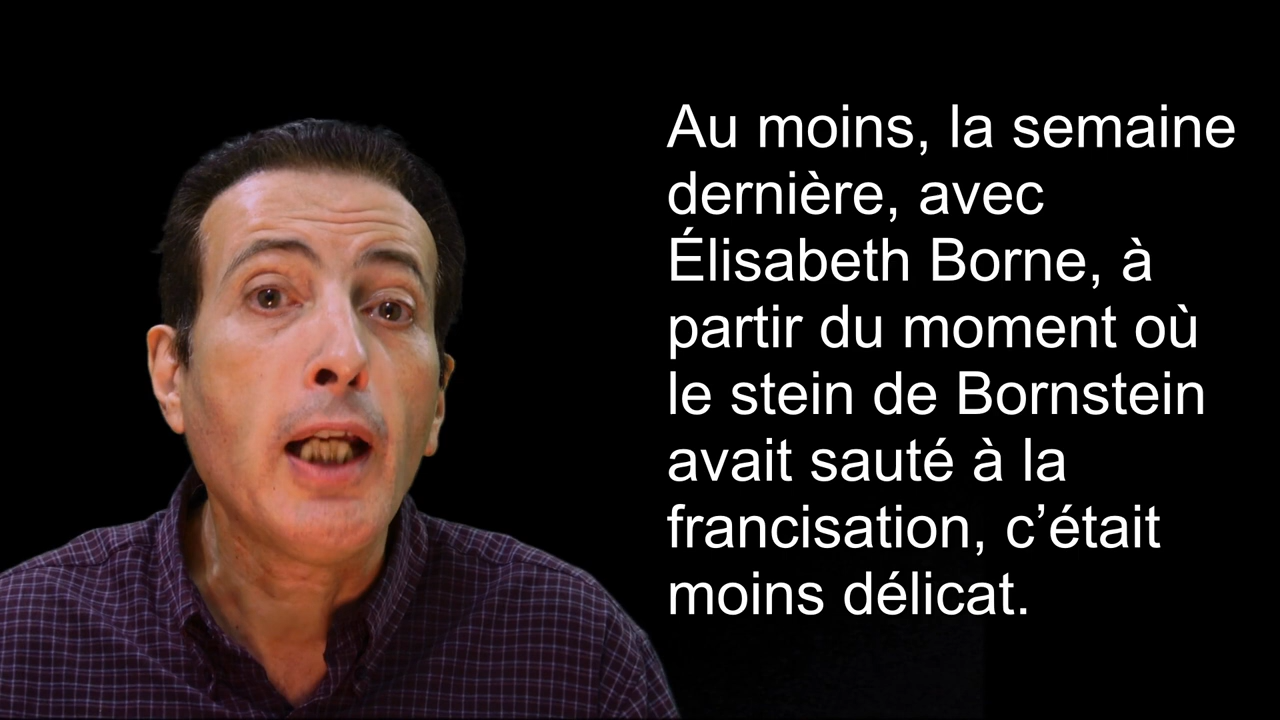 Au moins, la semaine
dernière, avec
Élisabeth Borne, à
partir du moment où
le stein de Bornstein
avait sauté à la
francisation, c’était
moins délicat.